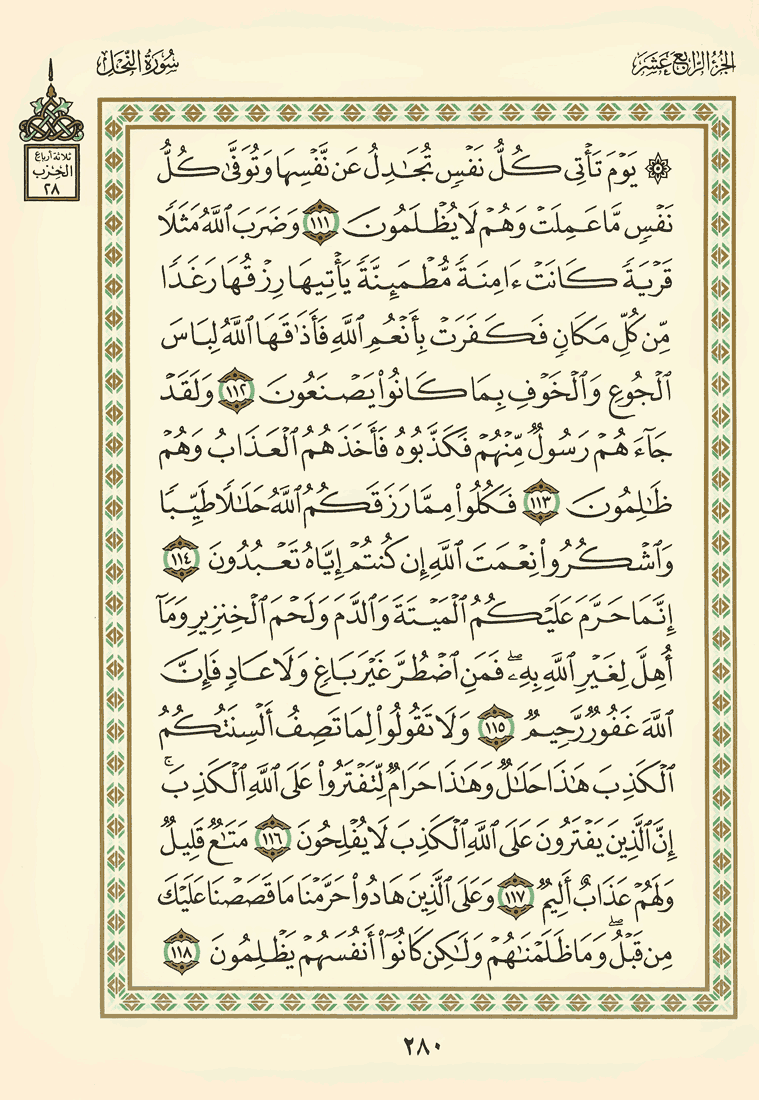 الجزء الرابع عشر
سورة النحل
ثلاثة أرباع
الحزب
٢٨
۞ يَوْمَ تَأْتِى كُلُّ نَفْسٍ تُجَٰدِلُ عَن نَّفْسِهَا وَتُوَفَّىٰ كُلُّ
نَفْسٍ مَّا عَمِلَتْ وَهُمْ لَا يُظْلَمُونَ ١١١ وَضَرَبَ ٱللَّهُ مَثَلًا
قَرْيَةً كَانَتْ ءَامِنَةً مُّطْمَئِنَّةً يَأْتِيهَا رِزْقُهَا رَغَدًا
مِّن كُلِّ مَكَانٍ فَكَفَرَتْ بِأَنْعُمِ ٱللَّهِ فَأَذَٰقَهَا ٱللَّهُ لِبَاسَ
ٱلْجُوعِ وَٱلْخَوْفِ بِمَا كَانُوا۟ يَصْنَعُونَ ١١٢ وَلَقَدْ
جَآءَهُمْ رَسُولٌ مِّنْهُمْ فَكَذَّبُوهُ فَأَخَذَهُمُ ٱلْعَذَابُ وَهُمْ
ظَٰلِمُونَ ١١٣ فَكُلُوا۟ مِمَّا رَزَقَكُمُ ٱللَّهُ حَلَٰلًا طَيِّبًا
وَٱشْكُرُوا۟ نِعْمَتَ ٱللَّهِ إِن كُنتُمْ إِيَّاهُ تَعْبُدُونَ ١١٤
إِنَّمَا حَرَّمَ عَلَيْكُمُ ٱلْمَيْتَةَ وَٱلدَّمَ وَلَحْمَ ٱلْخِنزِيرِ وَمَآ
أُهِلَّ لِغَيْرِ ٱللَّهِ بِهِۦ ۖ فَمَنِ ٱضْطُرَّ غَيْرَ بَاغٍ وَلَا عَادٍ فَإِنَّ
ٱللَّهَ غَفُورٌ رَّحِيمٌ ١١٥ وَلَا تَقُولُوا۟ لِمَا تَصِفُ أَلْسِنَتُكُمُ
ٱلْكَذِبَ هَٰذَا حَلَٰلٌ وَهَٰذَا حَرَامٌ لِّتَفْتَرُوا۟ عَلَى ٱللَّهِ ٱلْكَذِبَ ۚ
إِنَّ ٱلَّذِينَ يَفْتَرُونَ عَلَى ٱللَّهِ ٱلْكَذِبَ لَا يُفْلِحُونَ ١١٦ مَتَٰعٌ قَلِيلٌ
وَلَهُمْ عَذَابٌ أَلِيمٌ ١١٧ وَعَلَى ٱلَّذِينَ هَادُوا۟ حَرَّمْنَا مَا قَصَصْنَا عَلَيْكَ
مِن قَبْلُ ۖ وَمَا ظَلَمْنَٰهُمْ وَلَٰكِن كَانُوٓا۟ أَنفُسَهُمْ يَظْلِمُونَ ١١٨
٢٨٠